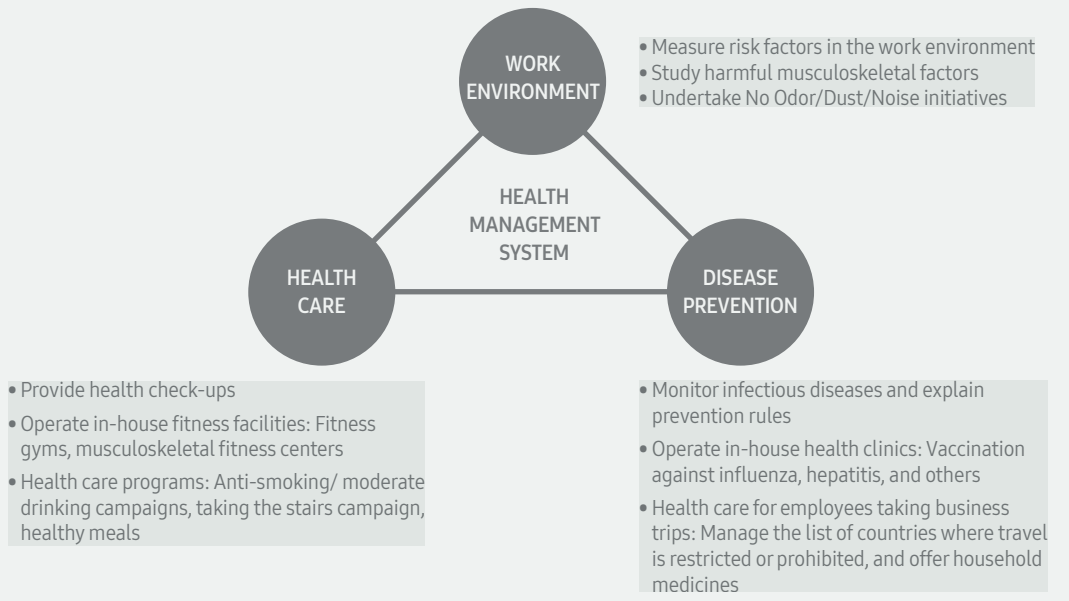 WORK
ENVIRONMENT
• Measure risk factors in the work environment
• Study harmful musculoskeletal factors
• Undertake No Odor/Dust/Noise initiatives
HEALTH
MANAGEMENT
SYSTEM
HEALTH
CARE
DISEASE
PREVENTION
• Provide health check-ups
• Operate in-house fitness facilities: Fitness
gyms, musculoskeletal fitness centers
• Health care programs: Anti-smoking/ moderate
drinking campaigns, taking the stairs campaign,
healthy meals
• Monitor infectious diseases and explain
prevention rules
• Operate in-house health clinics: Vaccination
against influenza, hepatitis, and others
• Health care for employees taking business
trips: Manage the list of countries where travel
is restricted or prohibited, and offer household
medicines